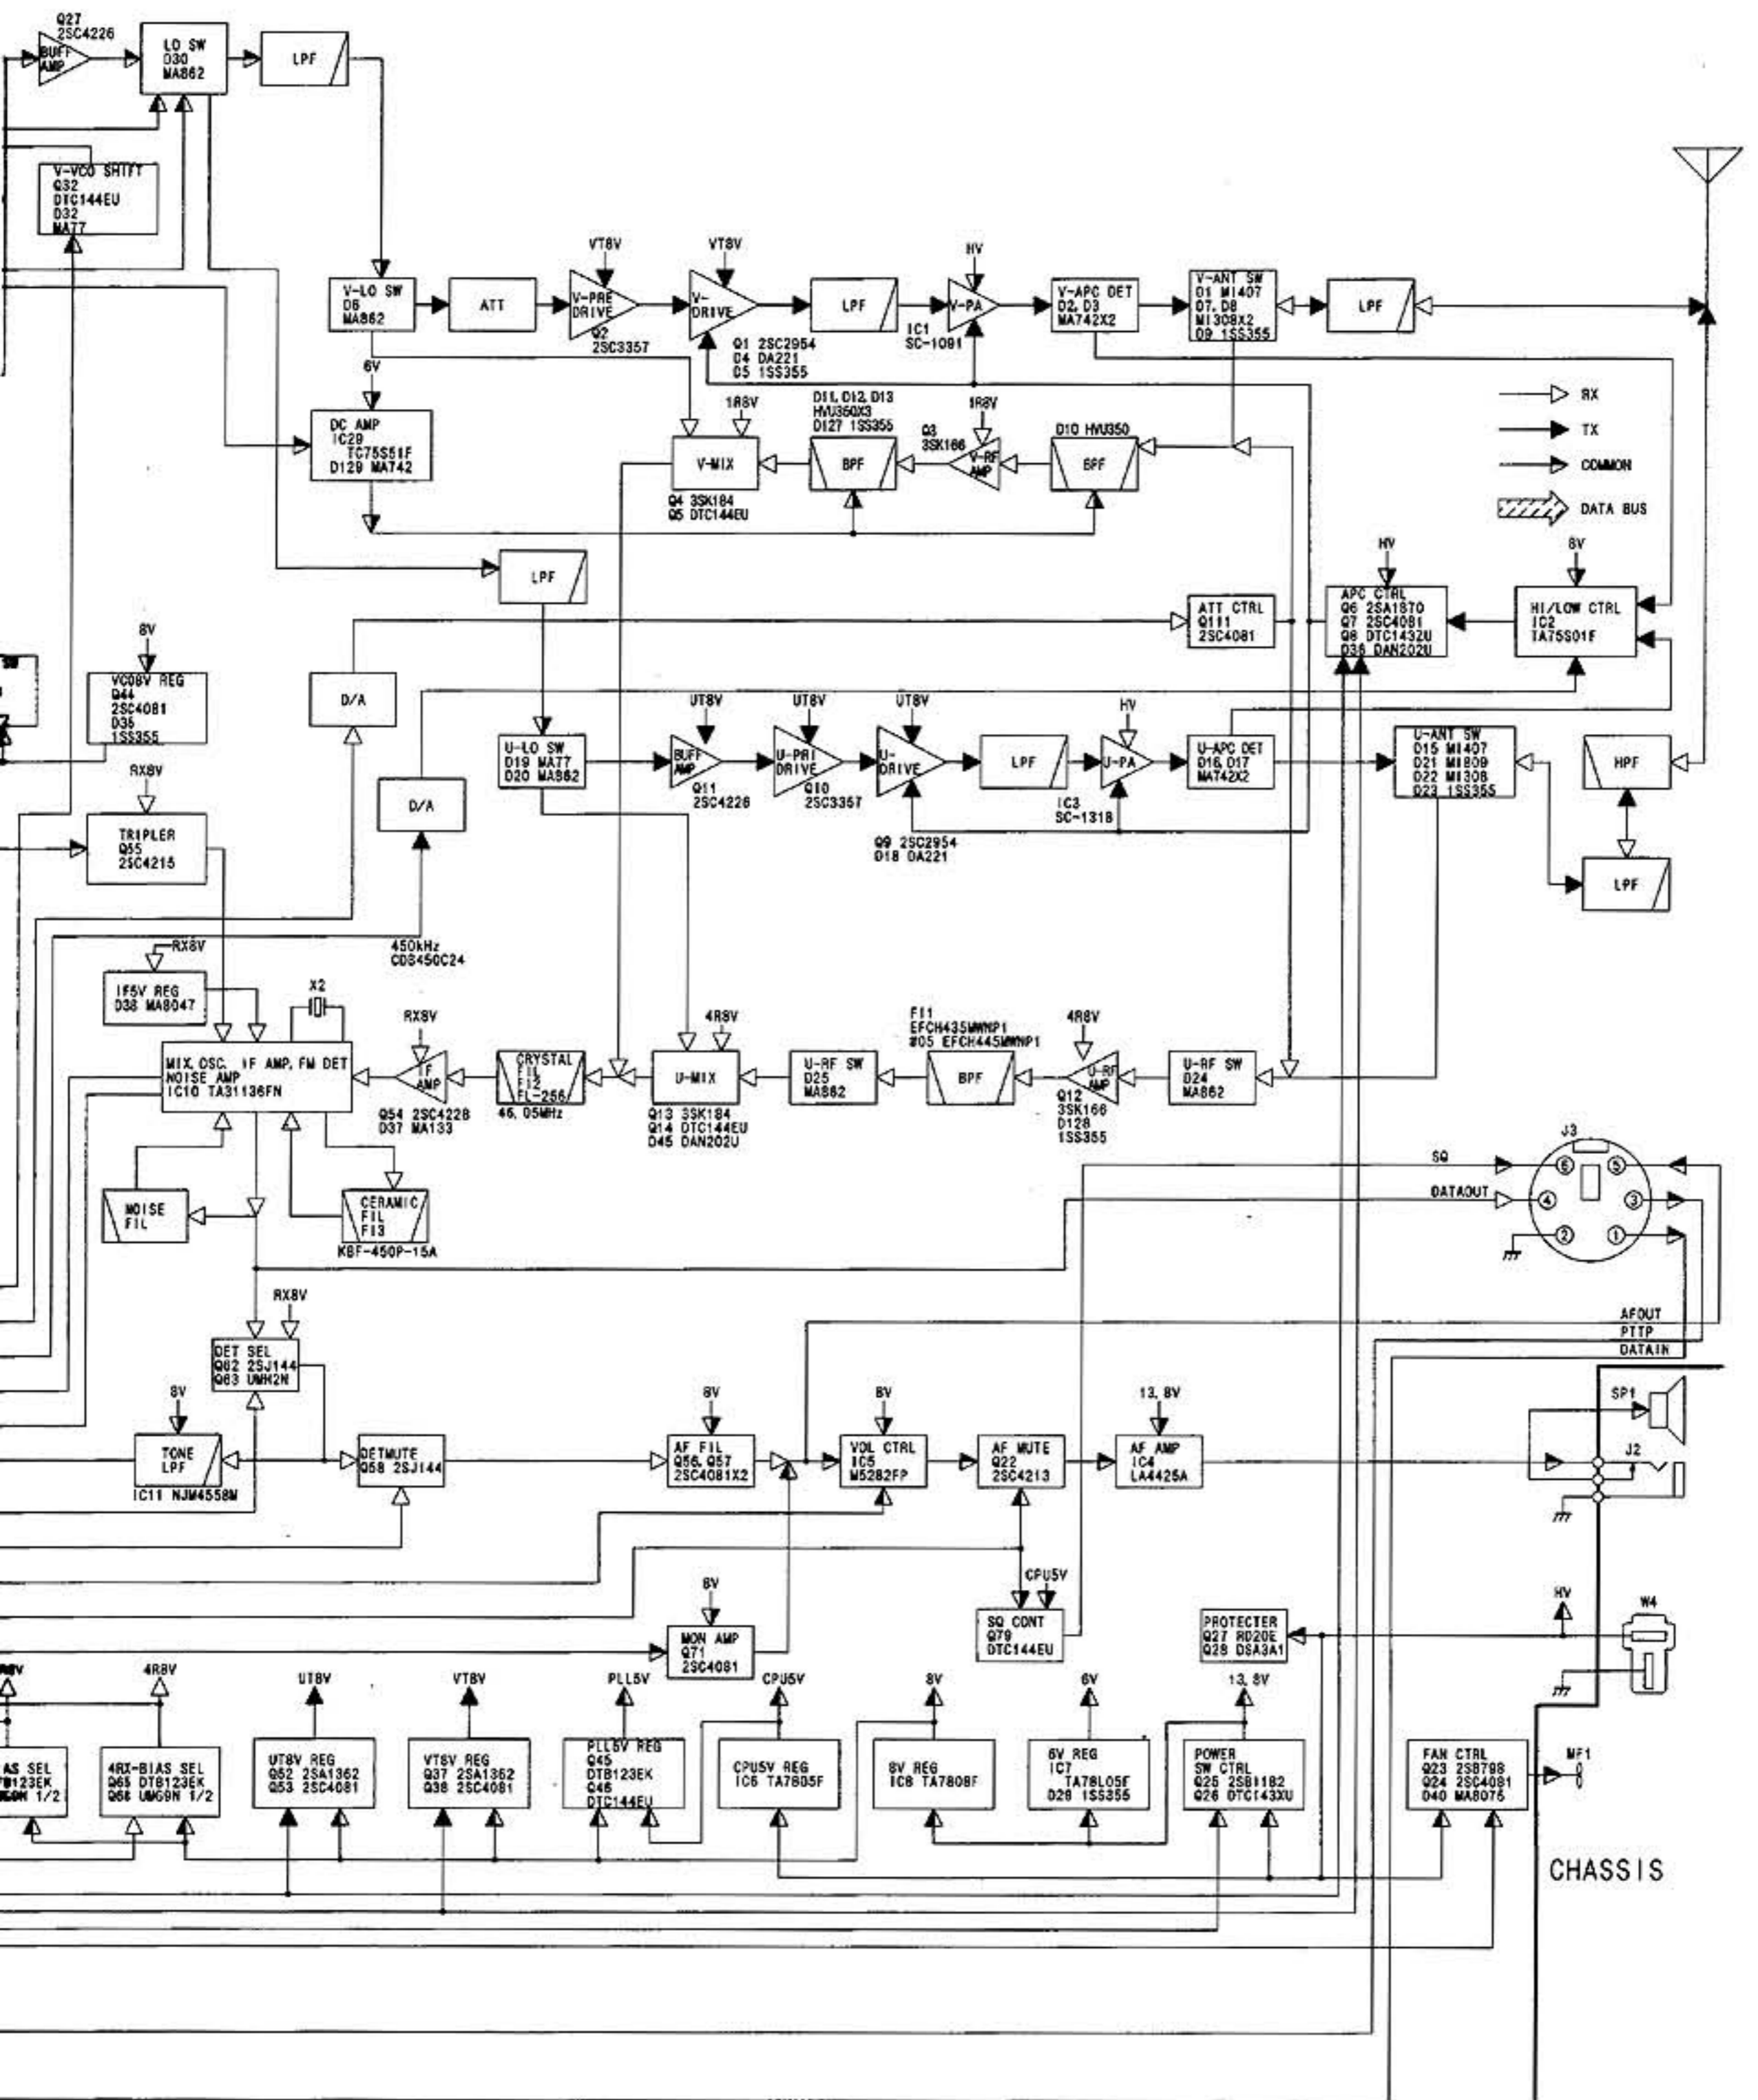 Q27
2SC4226
BUFF
AMP
LO SW
D30
MA862
LPF
V-VCO SHIFT
Q32
DTC144EU
D32
MA77
V-LO SW
D6
MA862
ATT
VT8V
V-PRE
DRIVE
Q2
2SC3357
VT8V
V-
DRIVE
Q1 2SC2954
D4 DA221
D5 1SS355
LPF
HV
V-PA
IC1
SC-1091
V-APC DET
D2, D3
MA742X2
V-ANT SW
D1 MI407
D7, D8
MI308X2
D9 1SS355
LPF
6V
DC AMP
IC29
TC75S51F
D129 MA742
1R8V
V-MIX
Q4 3SK184
Q5 DTC144EU
D11, D12, D13
HVU350X3
D127 1SS355
BPF
1R8V
Q3
3SK166
V-RF
AMP
D10 HVU350
BPF
RX
TX
COMMON
DATA BUS
LPF
ATT CTRL
Q111
2SC4081
HV
APC CTRL
Q6 2SA1870
Q7 2SC4081
Q8 DTC1432U
D36 DAN202U
8V
HI/LOW CTRL
IC2
TA75S01F
SW
8V
VCO8V REG
Q44
2SC4081
D35
1SS355
D/A
D/A
U-LO SW
D19 MA77
D20 MA862
UT8V
BUFF
AMP
Q11
2SC4226
UT8V
U-PRI
DRIVE
Q10
2SC3357
UT8V
U-
DRIVE
Q9 2SC2954
D18 DA221
LPF
HV
U-PA
IC3
SC-1318
U-APC DET
D16, D17
MA742X2
U-ANT SW
D15 MI407
D21 MI809
D22 MI308
D23 1SS355
HPF
LPF
RX8V
TRIPLER
Q55
2SC4215
RX8V
IF5V REG
D38 MA8047
X2
450kHz
CDB450C24
MIX, OSC, IF AMP, FM DET
NOISE AMP
IC10 TA31136FN
RX8V
IF
AMP
Q54 2SC4228
D37 MA133
CRYSTAL
FIL
FI2
FL-256
46. 05MHz
4R8V
U-MIX
Q13 3SK184
Q14 DTC144EU
D45 DAN202U
U-RF SW
D25
MA862
FI1
EFCH435MWNP1
#05 EFCH445MWNP1
BPF
4R8V
U-RF
AMP
Q12
3SK166
D128
1SS355
U-RF SW
D24
MA862
NOISE
FIL
CERAMIC
FIL
FI3
KBF-450P-15A
SQ
DATAOUT
J3
6
5
4
3
2
1
AFOUT
PTTP
DATAIN
RX8V
DET SEL
Q62 2SJ144
Q63 UMH2N
8V
TONE
LPF
IC11 NJM4558M
DETMUTE
Q58 2SJ144
8V
AF FIL
Q56, Q57
2SC4081X2
8V
VOL CTRL
IC5
M5282FP
AF MUTE
Q22
2SC4213
13. 8V
AF AMP
IC4
LA4425A
SP1
J2
8V
MON AMP
Q71
2SC4081
CPU5V
SQ CONT
Q79
DTC144EU
PROTECTER
Q27 RD20E
Q28 DSA3A1
HV
W4
4R8V
AS SEL
4RX-BIAS SEL
Q65 DTB123EK
Q68 UMG9N 1/2
UT8V
UT8V REG
Q52 2SA1362
Q53 2SC4081
VT8V
VT8V REG
Q37 2SA1362
Q38 2SC4081
PLL5V
PLL5V REG
Q45
DTB123EK
Q46
DTC144EU
CPU5V
CPU5V REG
IC6 TA7805F
8V
8V REG
IC8 TA7808F
6V
6V REG
IC7
TA78L05F
D28 1SS355
13. 8V
POWER
SW CTRL
Q25 2SB1182
Q26 DTC143XU
FAN CTRL
Q23 2SB798
Q24 2SC4081
D40 MA8075
MF1
CHASSIS